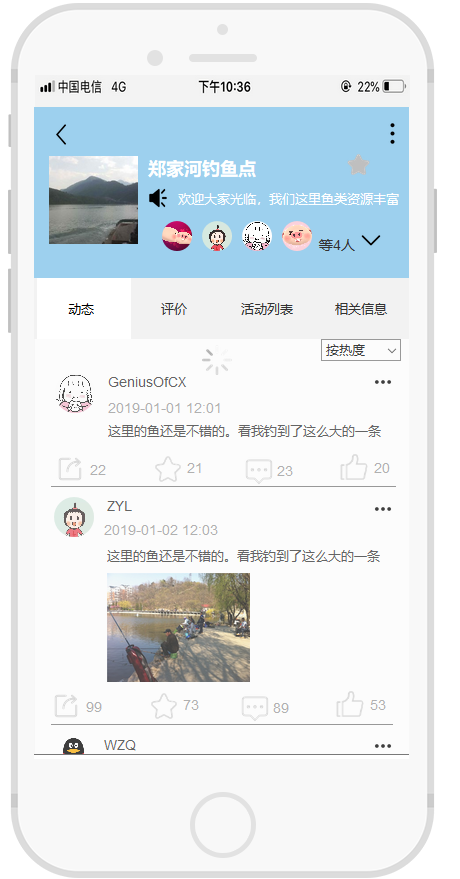 中国电信 4G 下午10:36 22%
郑家河钓鱼点
欢迎大家光临，我们这里鱼类资源丰富
等4人
动态 评价 活动列表 相关信息
按热度
GeniusOfCX
2019-01-01 12:01
这里的鱼还是不错的。看我钓到了这么大的一条
22 21 23 20
ZYL
2019-01-02 12:03
这里的鱼还是不错的。看我钓到了这么大的一条
99 73 89 53
WZQ